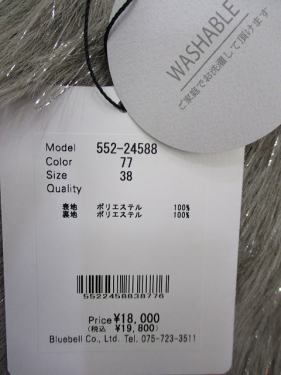 WASHABLE
ご家庭でお洗濯して頂けます
Model 552-24588
Color 77
Size 38
Quality
表地 ポリエステル 100%
裏地 ポリエステル 100%
5522458838776
Price ¥18,000
(税込 ¥19,800)
Bluebell Co., Ltd. Tel. 075-723-3511